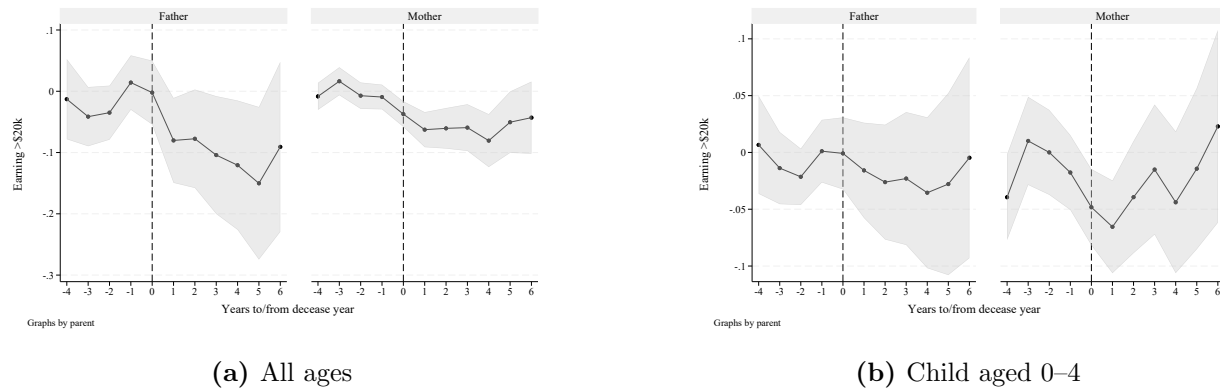 Father
Mother
Earning >$20k
.1
0
-.1
-.2
-.3
-4 -3 -2 -1 0 1 2 3 4 5 6
-4 -3 -2 -1 0 1 2 3 4 5 6
Years to/from decease year
Graphs by parent
(a) All ages
Father
Mother
Earning >$20k
.1
.05
0
-.05
-.1
-4 -3 -2 -1 0 1 2 3 4 5 6
-4 -3 -2 -1 0 1 2 3 4 5 6
Years to/from decease year
Graphs by parent
(b) Child aged 0–4